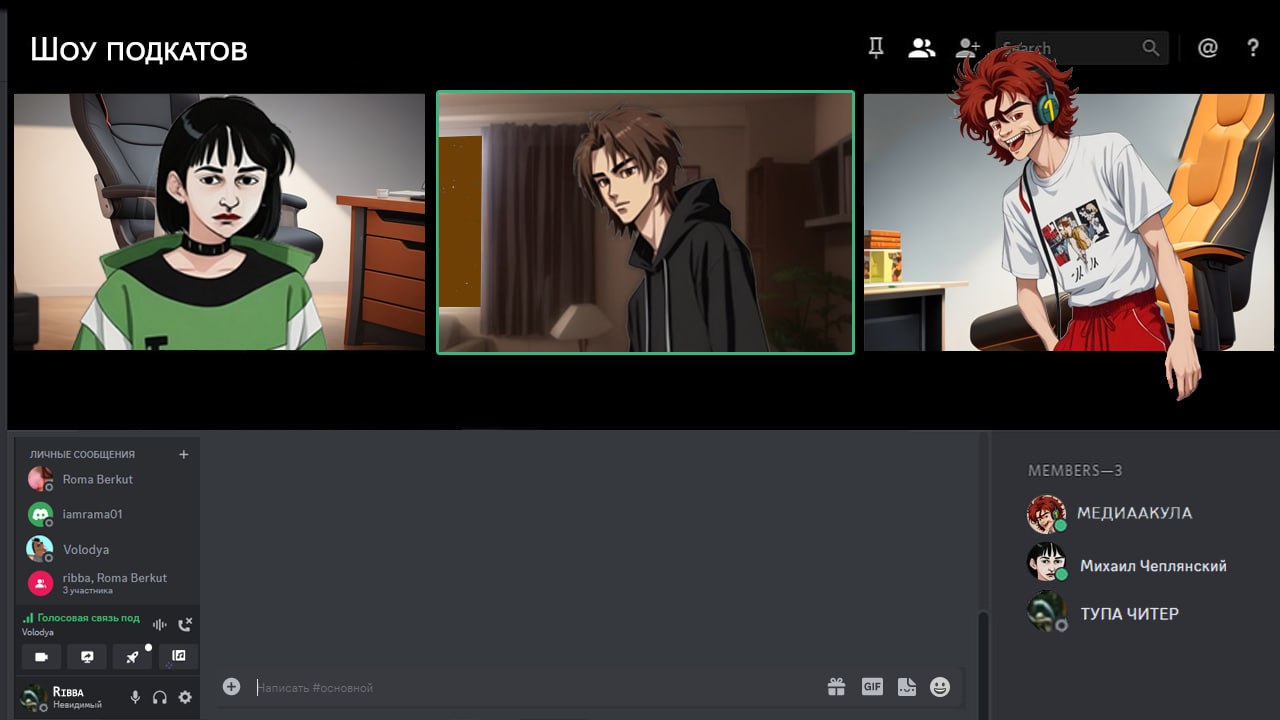 Шоу подкатов
Search
ЛИЧНЫЕ СООБЩЕНИЯ
Roma Berkut
iamrama01
Volodya
ribba, Roma Berkut
3 участника
Голосовая связь под
Volodya
Ribba
Невидимый
Написать #основной
GIF
MEMBERS—3
МЕДИААКУЛА
Михаил Чеплянский
ТУПА ЧИТЕР